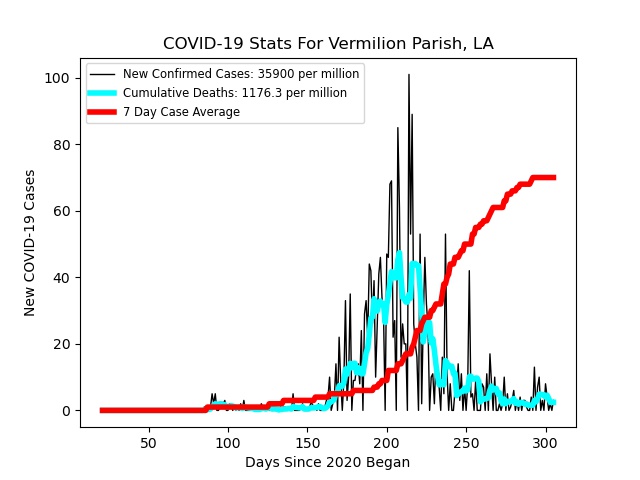 COVID-19 Stats For Vermilion Parish, LA
New Confirmed Cases: 35900 per million
Cumulative Deaths: 1176.3 per million
7 Day Case Average
New COVID-19 Cases
100
80
60
40
20
0
50
100
150
200
250
300
Days Since 2020 Began